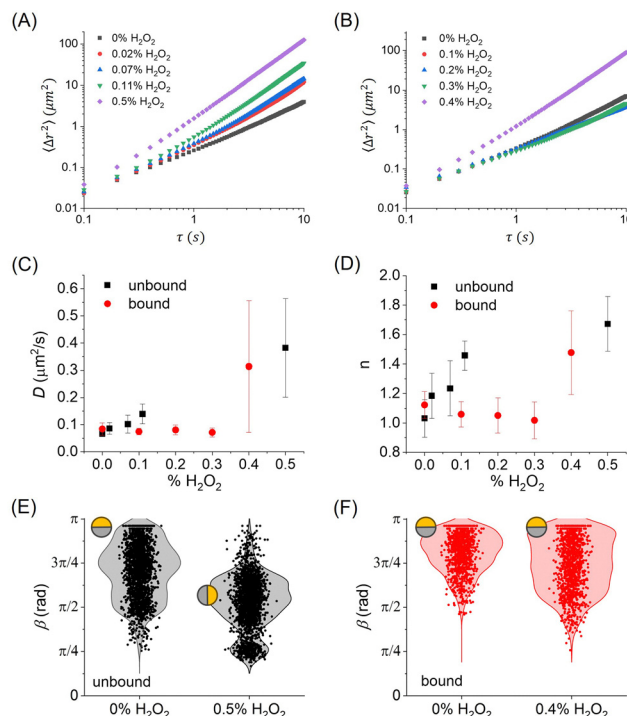 (A)
0% H₂O₂
0.02% H₂O₂
0.07% H₂O₂
0.11% H₂O₂
0.5% H₂O₂
⟨Δr²⟩ (μm²)
100
10
1
0.1
0.01
0.1 1 10
τ (s)
(B)
0% H₂O₂
0.1% H₂O₂
0.2% H₂O₂
0.3% H₂O₂
0.4% H₂O₂
⟨Δr²⟩ (μm²)
100
10
1
0.1
0.01
0.1 1 10
τ (s)
(C)
unbound
bound
D (μm²/s)
0.6
0.5
0.4
0.3
0.2
0.1
0.0
0.0 0.1 0.2 0.3 0.4 0.5
% H₂O₂
(D)
unbound
bound
n
2.0
1.8
1.6
1.4
1.2
1.0
0.8
0.0 0.1 0.2 0.3 0.4 0.5
% H₂O₂
(E)
β (rad)
π
3π/4
π/2
π/4
0
unbound
0% H₂O₂ 0.5% H₂O₂
(F)
β (rad)
π
3π/4
π/2
π/4
0
bound
0% H₂O₂ 0.4% H₂O₂